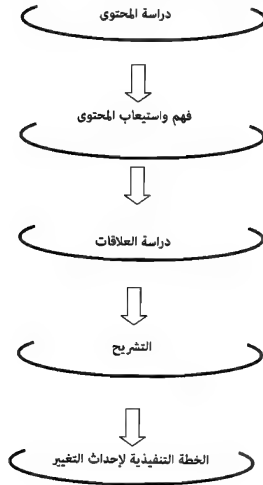 دراسة المحتوى
فهم واستيعاب المحتوى
دراسة العلاقات
التشريح
الخطة التنفيذية لإحداث التغيير